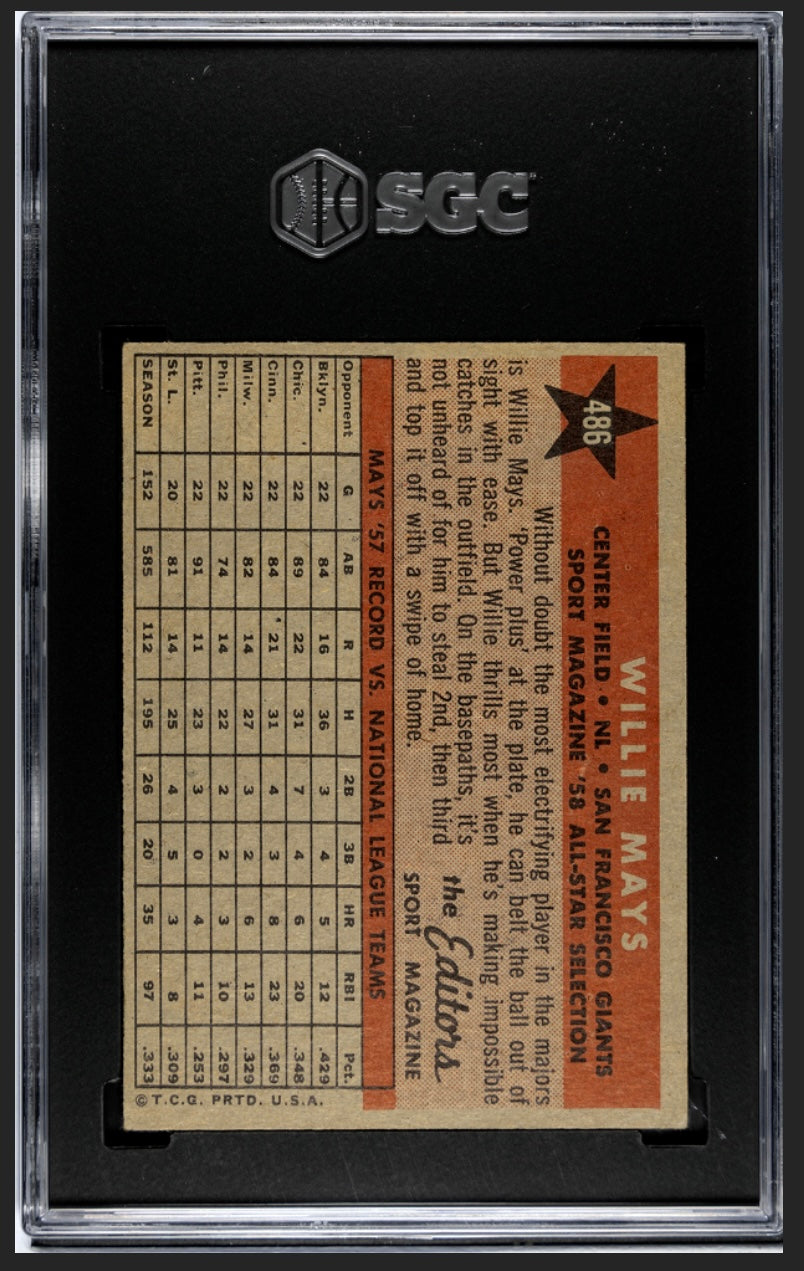 SGC
486
WILLIE MAYS
CENTER FIELD • NL • SAN FRANCISCO GIANTS
SPORT MAGAZINE '58 ALL-STAR SELECTION
Without doubt the most electrifying player in the majors
is Willie Mays. 'Power plus' at the plate, he can belt the ball out of
sight with ease. But Willie thrills most when he's making impossible
catches in the outfield. On the basepaths, it's
not unheard of for him to steal 2nd, then third
and top it off with a swipe of home.
the Editors
SPORT MAGAZINE
MAYS '57 RECORD VS. NATIONAL LEAGUE TEAMS
Opponent G AB R H 2B 3B HR RBI Pct.
Bklyn. 22 84 16 36 3 4 5 12 .429
Chic. 22 89 22 31 7 4 6 20 .348
Cinn. 22 84 21 31 4 3 8 23 .369
Milw. 22 82 14 27 3 2 6 13 .329
Phil. 22 74 14 22 2 2 3 10 .297
Pitt. 22 91 11 23 3 0 4 11 .253
St. L. 20 81 14 25 4 5 3 8 .309
SEASON 152 585 112 195 26 20 35 97 .333
© T.C.G. PRTD. U.S.A.